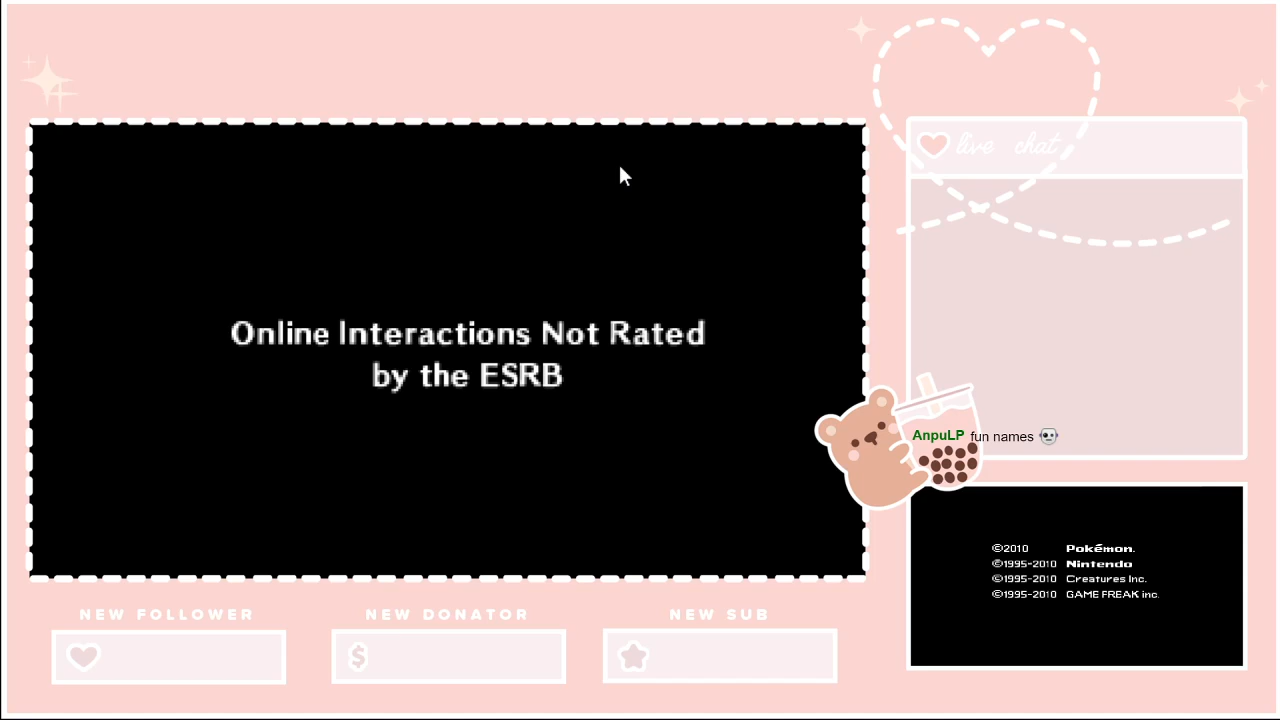 live chat
Online Interactions Not Rated
by the ESRB
AnpuLP fun names
©2010 Pokémon.
©1995-2010 Nintendo
©1995-2010 Creatures Inc.
©1995-2010 GAME FREAK inc.
NEW FOLLOWER
NEW DONATOR
NEW SUB
$